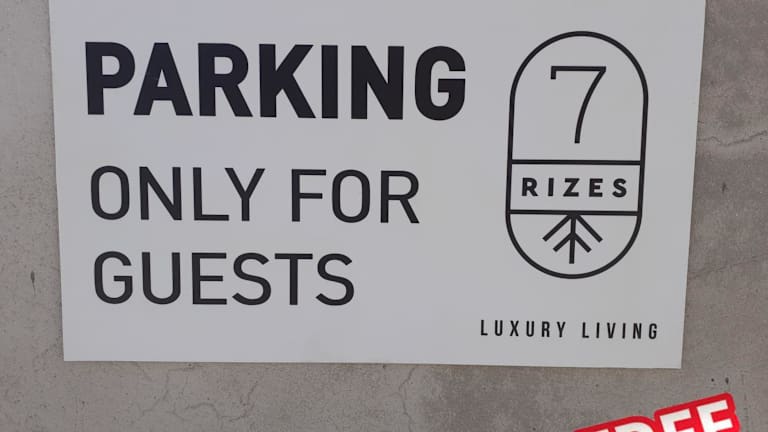 PARKING
ONLY FOR
GUESTS
7
RIZES
LUXURY LIVING